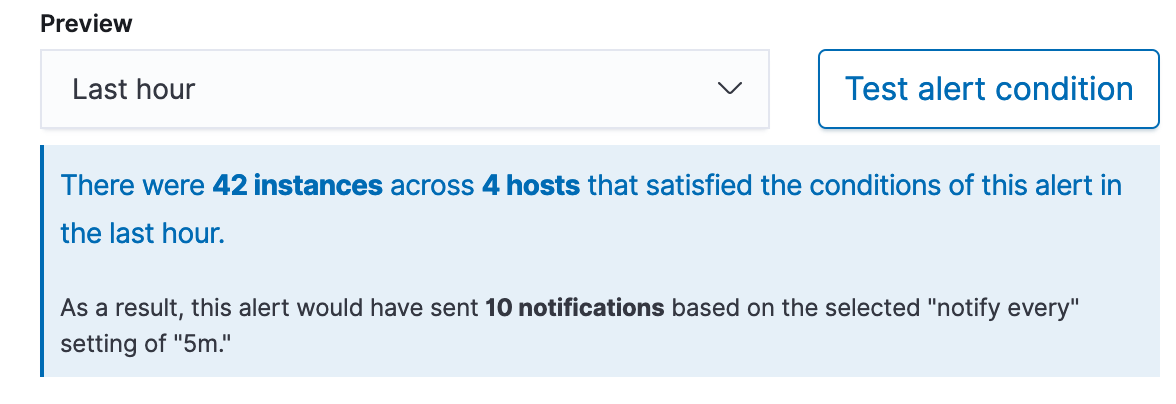 Preview
Last hour
Test alert condition
There were 42 instances across 4 hosts that satisfied the conditions of this alert in
the last hour.
As a result, this alert would have sent 10 notifications based on the selected "notify every"
setting of "5m."